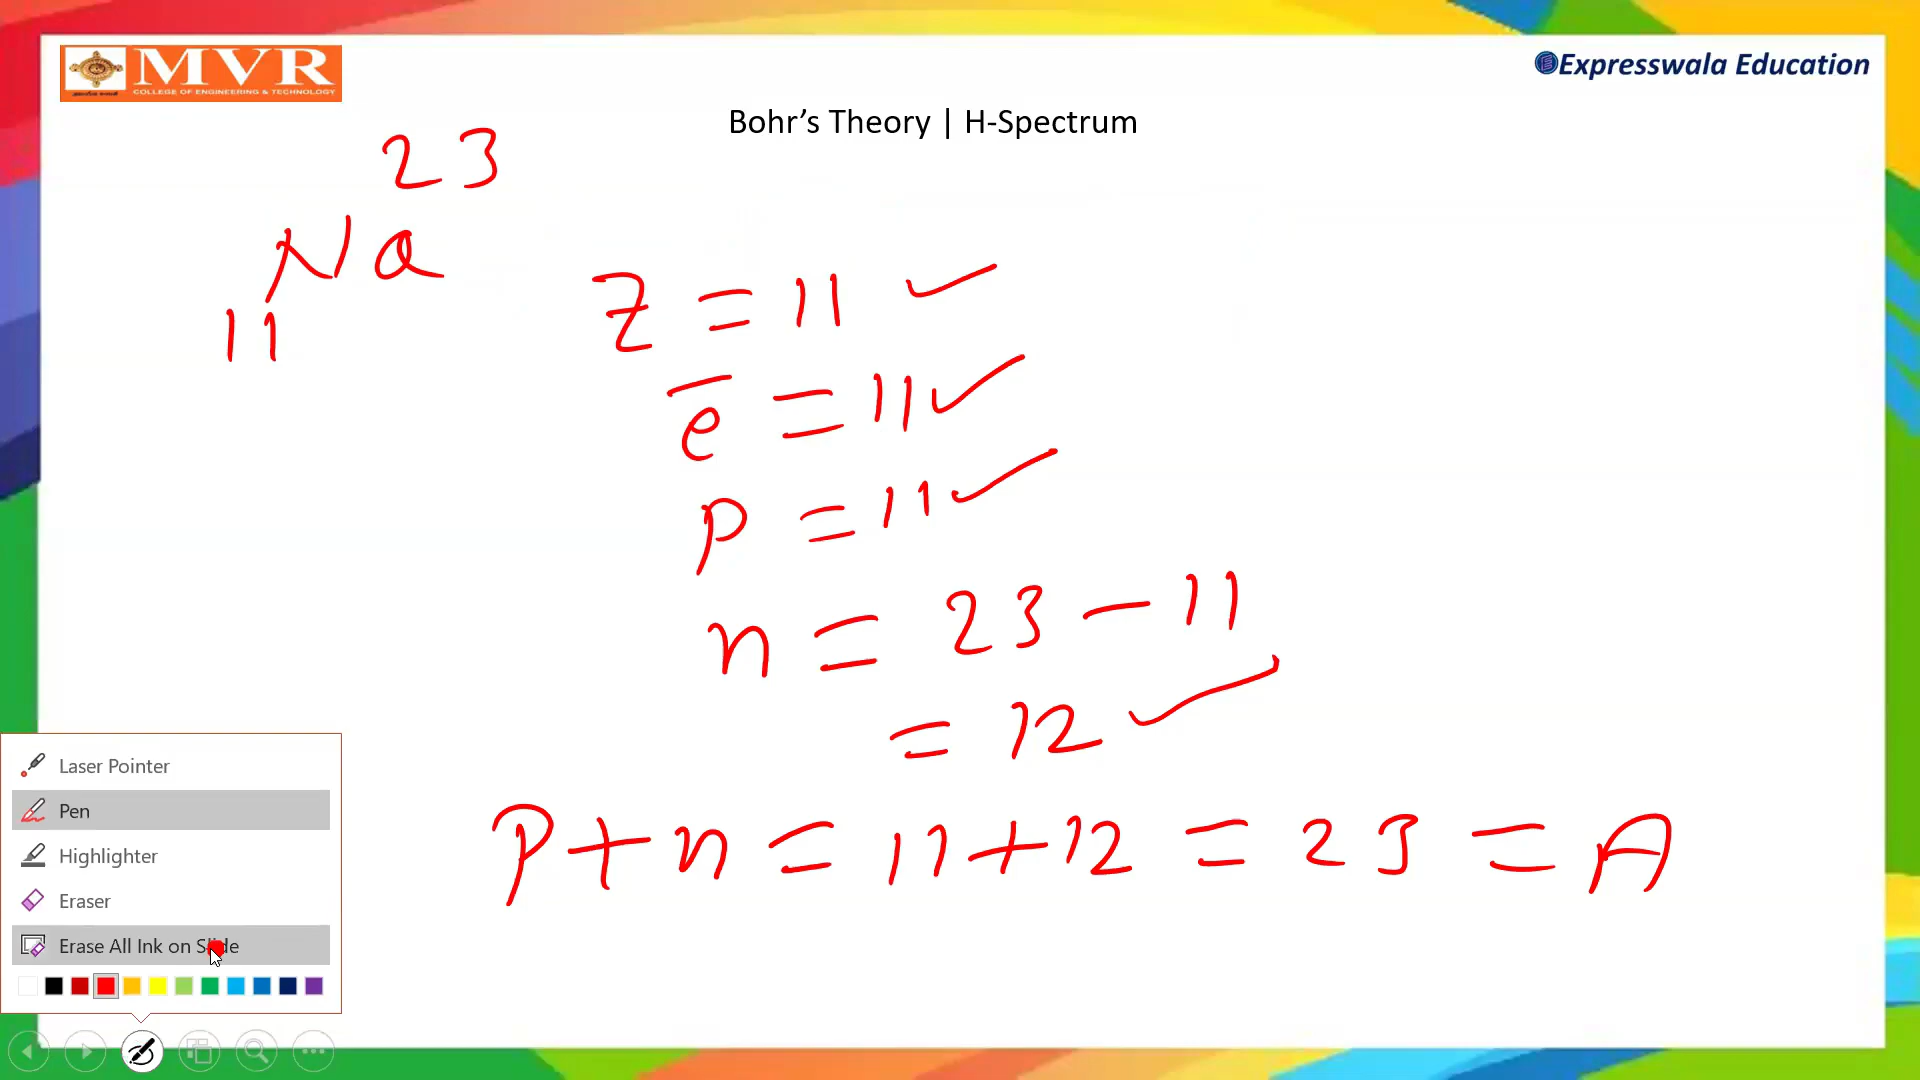 MVR
COLLEGE OF ENGINEERING & TECHNOLOGY
Expresswala Education
Bohr's Theory | H-Spectrum
23
Na
11
Z = 11 ✓
e̅ = 11 ✓
P = 11 ✓
n = 23 - 11
= 12 ✓
P + n = 11 + 12 = 23 = A
Laser Pointer
Pen
Highlighter
Eraser
Erase All Ink on Slide